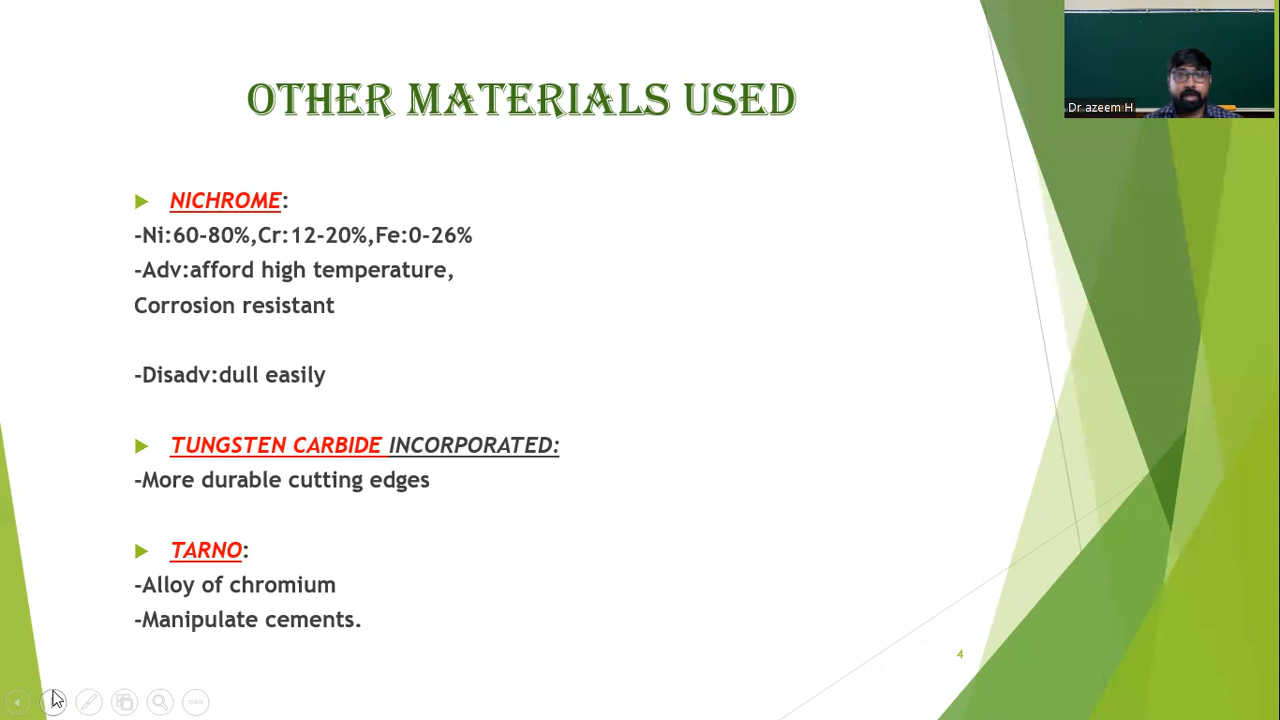 OTHER MATERIALS USED
Dr azeem H
NICHROME:
-Ni:60-80%,Cr:12-20%,Fe:0-26%
-Adv:afford high temperature,
Corrosion resistant
-Disadv:dull easily
TUNGSTEN CARBIDE INCORPORATED:
-More durable cutting edges
TARNO:
-Alloy of chromium
-Manipulate cements.
4